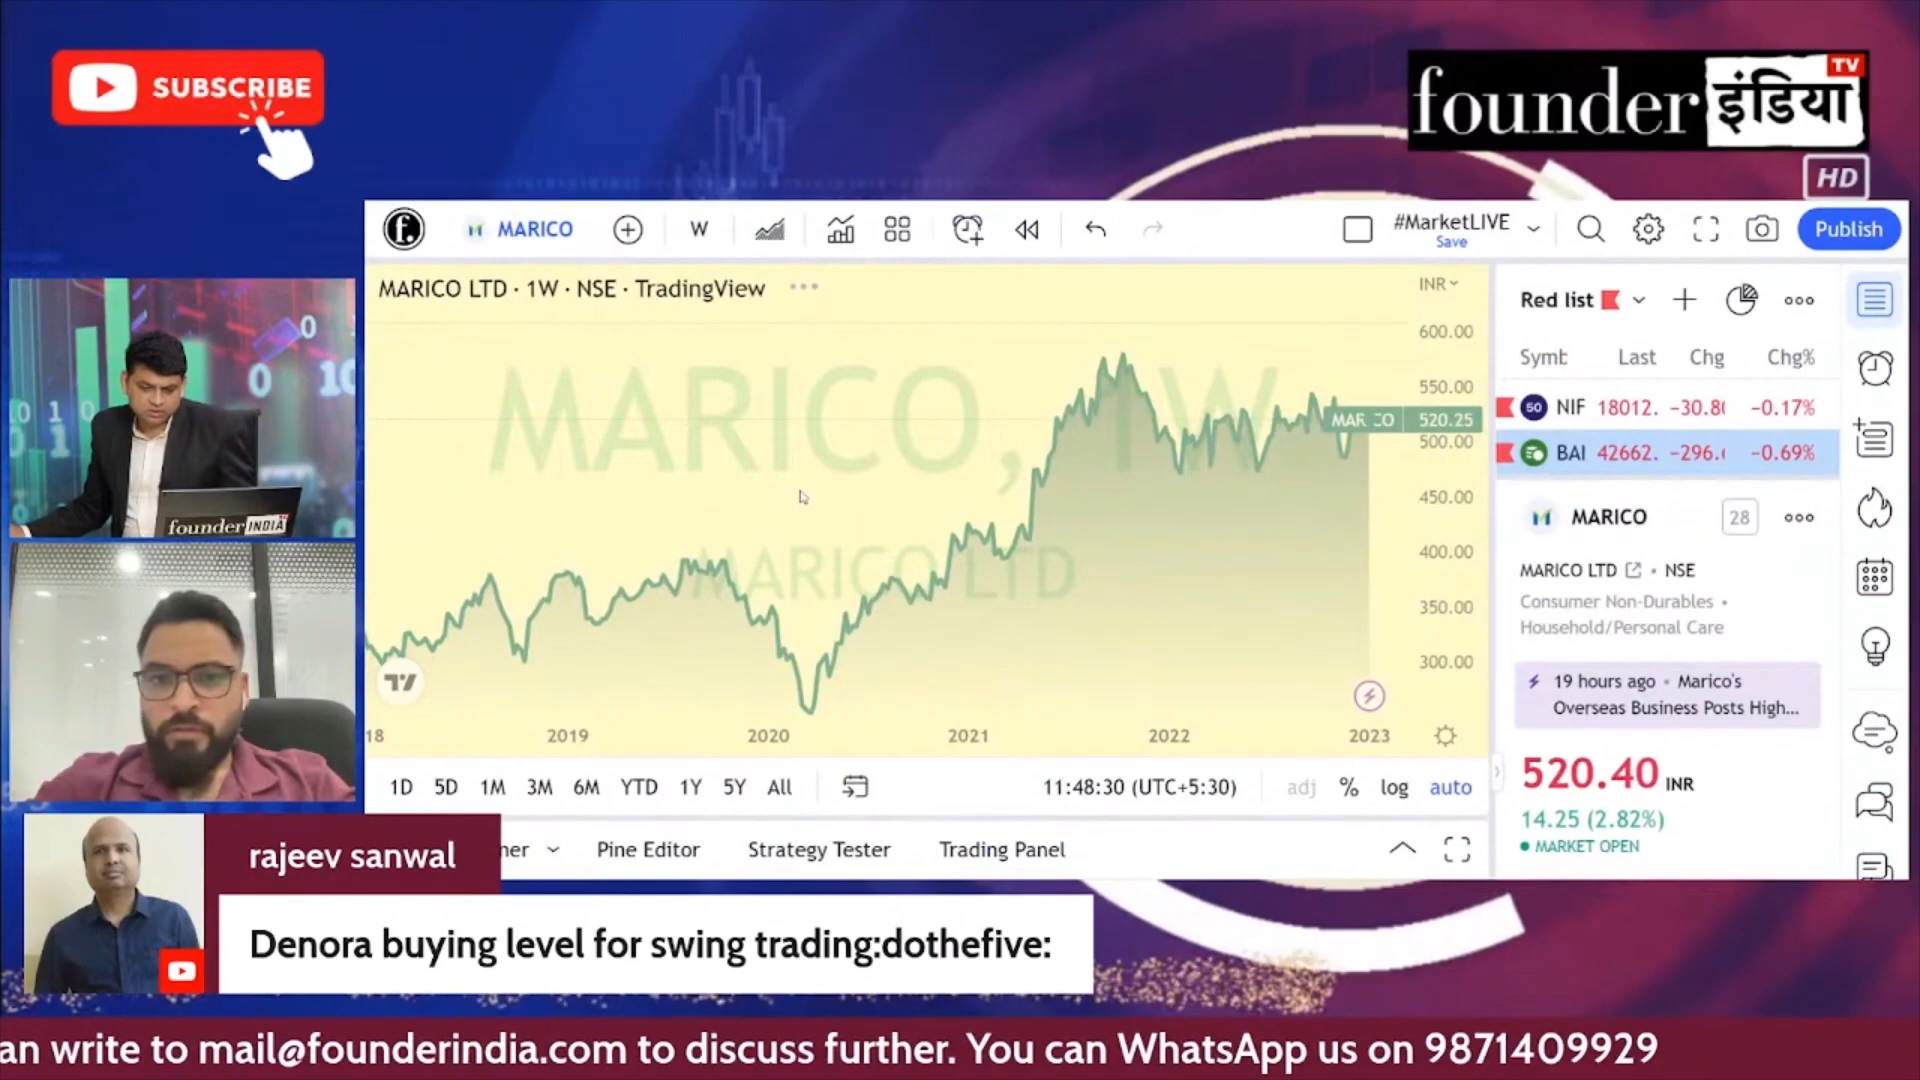 SUBSCRIBE
founder इंडिया TV
HD
MARICO W #MarketLIVE Save Publish
MARICO LTD · 1W · NSE · TradingView
INR
MARICO, 1W
MARICO LTD
600.00
550.00
520.25
500.00
450.00
400.00
350.00
300.00
18 2019 2020 2021 2022 2023
1D 5D 1M 3M 6M YTD 1Y 5Y All 11:48:30 (UTC+5:30) adj % log auto
ner Pine Editor Strategy Tester Trading Panel
Red list
Symb Last Chg Chg%
50 NIF 18012. −30.8 −0.17%
BAI 42662. −296. −0.69%
MARICO 28
MARICO LTD • NSE
Consumer Non-Durables •
Household/Personal Care
19 hours ago • Marico's
Overseas Business Posts High...
520.40 INR
14.25 (2.82%)
MARKET OPEN
founder INDIA
rajeev sanwal
Denora buying level for swing trading:dothefive:
an write to mail@founderindia.com to discuss further. You can WhatsApp us on 9871409929